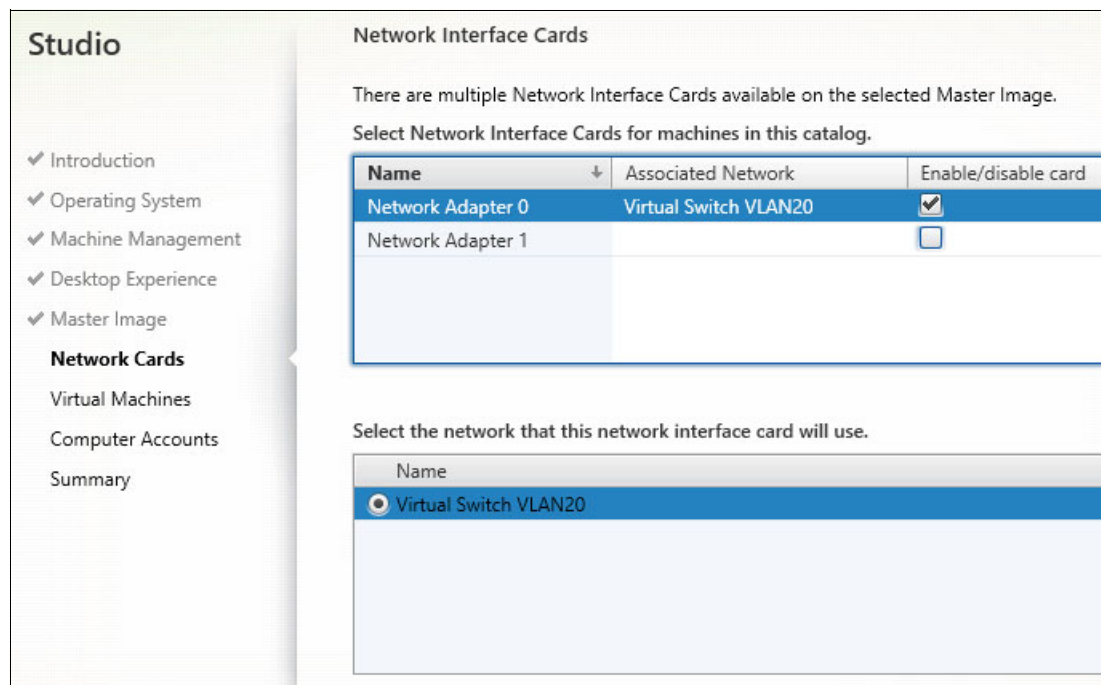 Studio
Introduction
Operating System
Machine Management
Desktop Experience
Master Image
Network Cards
Virtual Machines
Computer Accounts
Summary
Network Interface Cards
There are multiple Network Interface Cards available on the selected Master Image.
Select Network Interface Cards for machines in this catalog.
Name Associated Network Enable/disable card
Network Adapter 0 Virtual Switch VLAN20
Network Adapter 1
Select the network that this network interface card will use.
Name
Virtual Switch VLAN20